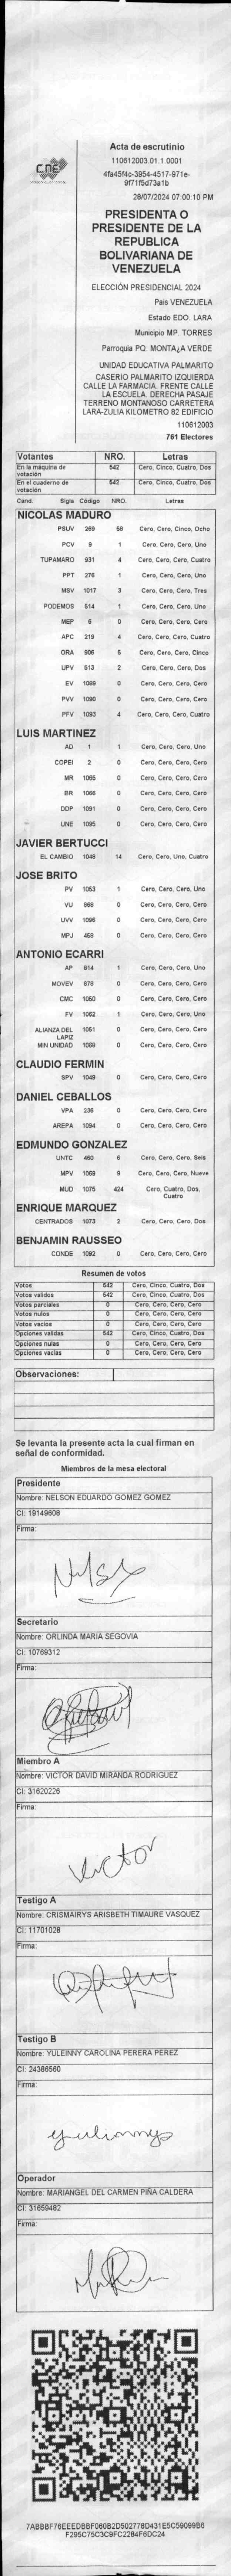 CNE
Acta de escrutinio
110612003.01.1.0001
4fa45f4c-3954-4517-971e-
9f71f5d73a1b
28/07/2024 07:00:10 PM
PRESIDENTA O
PRESIDENTE DE LA
REPUBLICA
BOLIVARIANA DE
VENEZUELA
ELECCIÓN PRESIDENCIAL 2024
Pais VENEZUELA
Estado EDO. LARA
Municipio MP. TORRES
Parroquia PQ. MONTA¿A VERDE
UNIDAD EDUCATIVA PALMARITO
CASERIO PALMARITO IZQUIERDA
CALLE LA FARMACIA. FRENTE CALLE
LA ESCUELA. DERECHA PASAJE
TERRENO MONTANOSO CARRETERA
LARA-ZULIA KILOMETRO 82 EDIFICIO
110612003
761 Electores
Votantes NRO. Letras
En la máquina de votación 542 Cero, Cinco, Cuatro, Dos
En el cuaderno de votación 542 Cero, Cinco, Cuatro, Dos
Cand. Sigla Código NRO. Letras
NICOLAS MADURO
PSUV 269 58 Cero, Cero, Cinco, Ocho
PCV 9 1 Cero, Cero, Cero, Uno
TUPAMARO 931 4 Cero, Cero, Cero, Cuatro
PPT 276 1 Cero, Cero, Cero, Uno
MSV 1017 3 Cero, Cero, Cero, Tres
PODEMOS 514 1 Cero, Cero, Cero, Uno
MEP 6 0 Cero, Cero, Cero, Cero
APC 219 4 Cero, Cero, Cero, Cuatro
ORA 906 5 Cero, Cero, Cero, Cinco
UPV 513 2 Cero, Cero, Cero, Dos
EV 1089 0 Cero, Cero, Cero, Cero
PVV 1090 0 Cero, Cero, Cero, Cero
PFV 1093 4 Cero, Cero, Cero, Cuatro
LUIS MARTINEZ
AD 1 1 Cero, Cero, Cero, Uno
COPEI 2 0 Cero, Cero, Cero, Cero
MR 1065 0 Cero, Cero, Cero, Cero
BR 1066 0 Cero, Cero, Cero, Cero
DDP 1091 0 Cero, Cero, Cero, Cero
UNE 1095 0 Cero, Cero, Cero, Cero
JAVIER BERTUCCI
EL CAMBIO 1048 14 Cero, Cero, Uno, Cuatro
JOSE BRITO
PV 1053 1 Cero, Cero, Cero, Uno
VU 868 0 Cero, Cero, Cero, Cero
UVV 1096 0 Cero, Cero, Cero, Cero
MPJ 458 0 Cero, Cero, Cero, Cero
ANTONIO ECARRI
AP 614 1 Cero, Cero, Cero, Uno
MOVEV 878 0 Cero, Cero, Cero, Cero
CMC 1050 0 Cero, Cero, Cero, Cero
FV 1062 1 Cero, Cero, Cero, Uno
ALIANZA DEL LAPIZ 1051 0 Cero, Cero, Cero, Cero
MIN UNIDAD 1068 0 Cero, Cero, Cero, Cero
CLAUDIO FERMIN
SPV 1049 0 Cero, Cero, Cero, Cero
DANIEL CEBALLOS
VPA 236 0 Cero, Cero, Cero, Cero
AREPA 1094 0 Cero, Cero, Cero, Cero
EDMUNDO GONZALEZ
UNTC 460 6 Cero, Cero, Cero, Seis
MPV 1069 9 Cero, Cero, Cero, Nueve
MUD 1075 424 Cero, Cuatro, Dos, Cuatro
ENRIQUE MARQUEZ
CENTRADOS 1073 2 Cero, Cero, Cero, Dos
BENJAMIN RAUSSEO
CONDE 1092 0 Cero, Cero, Cero, Cero
Resumen de votos
Votos 542 Cero, Cinco, Cuatro, Dos
Votos validos 542 Cero, Cinco, Cuatro, Dos
Votos parciales 0 Cero, Cero, Cero, Cero
Votos nulos 0 Cero, Cero, Cero, Cero
Votos vacios 0 Cero, Cero, Cero, Cero
Opciones validas 542 Cero, Cinco, Cuatro, Dos
Opciones nulas 0 Cero, Cero, Cero, Cero
Opciones vacias 0 Cero, Cero, Cero, Cero
Observaciones:
Se levanta la presente acta la cual firman en
señal de conformidad.
Miembros de la mesa electoral
Presidente
Nombre: NELSON EDUARDO GOMEZ GOMEZ
CI: 19149608
Firma:
Secretario
Nombre: ORLINDA MARIA SEGOVIA
CI: 10769312
Firma:
Miembro A
Nombre: VICTOR DAVID MIRANDA RODRIGUEZ
CI: 31620226
Firma:
Victor
Testigo A
Nombre: CRISMAIRYS ARISBETH TIMAURE VASQUEZ
CI: 11701028
Firma:
Testigo B
Nombre: YULEINNY CAROLINA PERERA PEREZ
CI: 24386560
Firma:
Operador
Nombre: MARIANGEL DEL CARMEN PIÑA CALDERA
CI: 31659482
Firma:
7ABBBF76EEEDBBF060B2D502778D431E5C59099B6
F295C75C3C9FC2284F6DC24